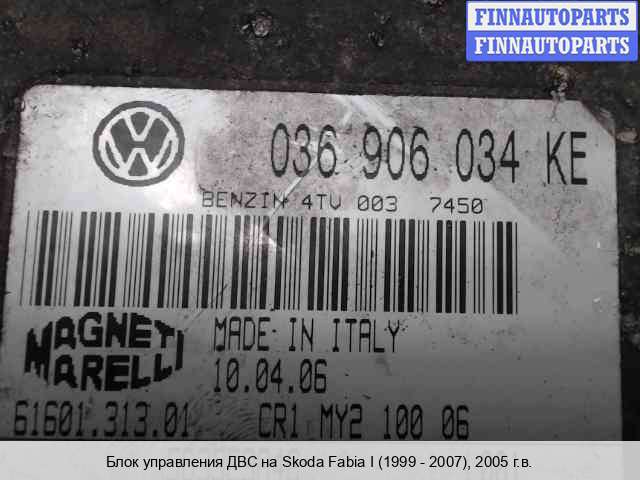 FINNAUTOPARTS
FINNAUTOPARTS
VW
036 906 034 KE
BENZIN 4TV 003 7450
MAGNETI
MARELLI
MADE IN ITALY
10.04.06
61601.313.01 CR1 MY2 100 06
Блок управления ДВС на Skoda Fabia I (1999 - 2007), 2005 г.в.